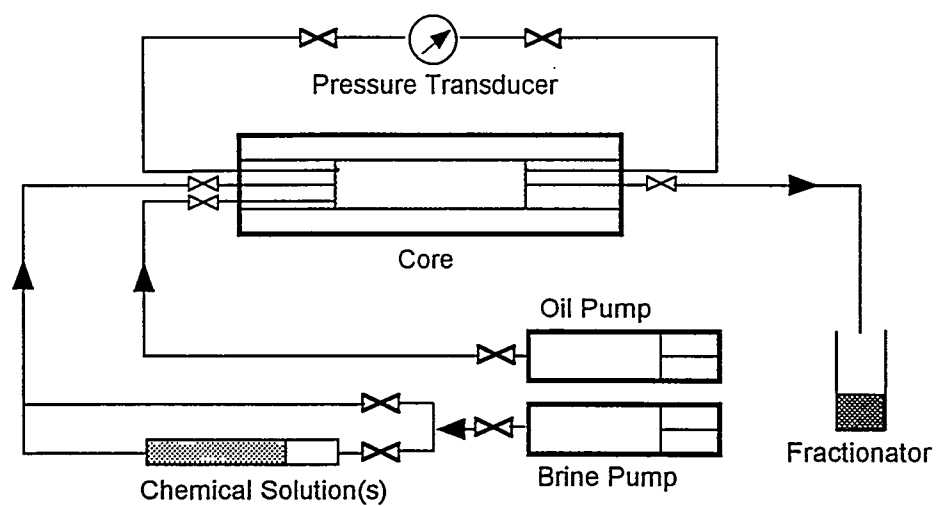 Pressure Transducer
Core
Oil Pump
Brine Pump
Chemical Solution(s)
Fractionator